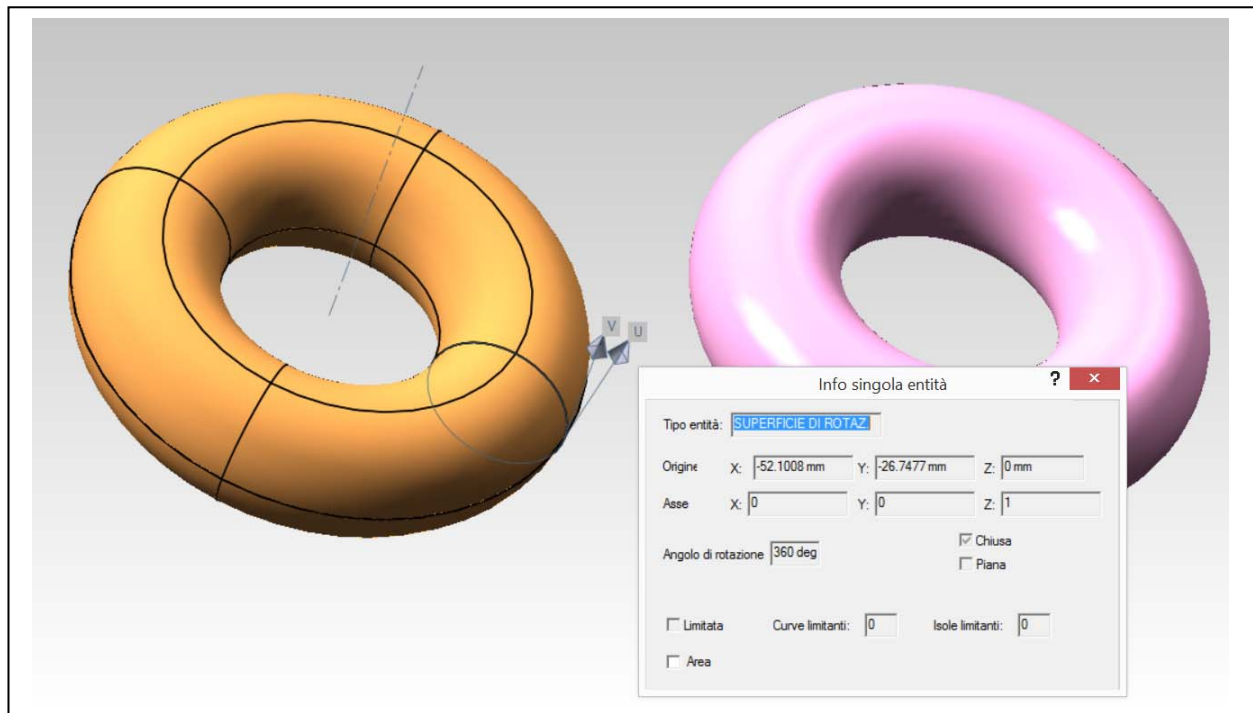 V U
Info singola entità ? ×
Tipo entità: SUPERFICIE DI ROTAZ
Origine X: -52.1008 mm Y: -26.7477 mm Z: 0 mm
Asse X: 0 Y: 0 Z: 1
Angolo di rotazione 360 deg Chiusa
Piana
Limitata Curve limitanti: 0 Isole limitanti: 0
Area